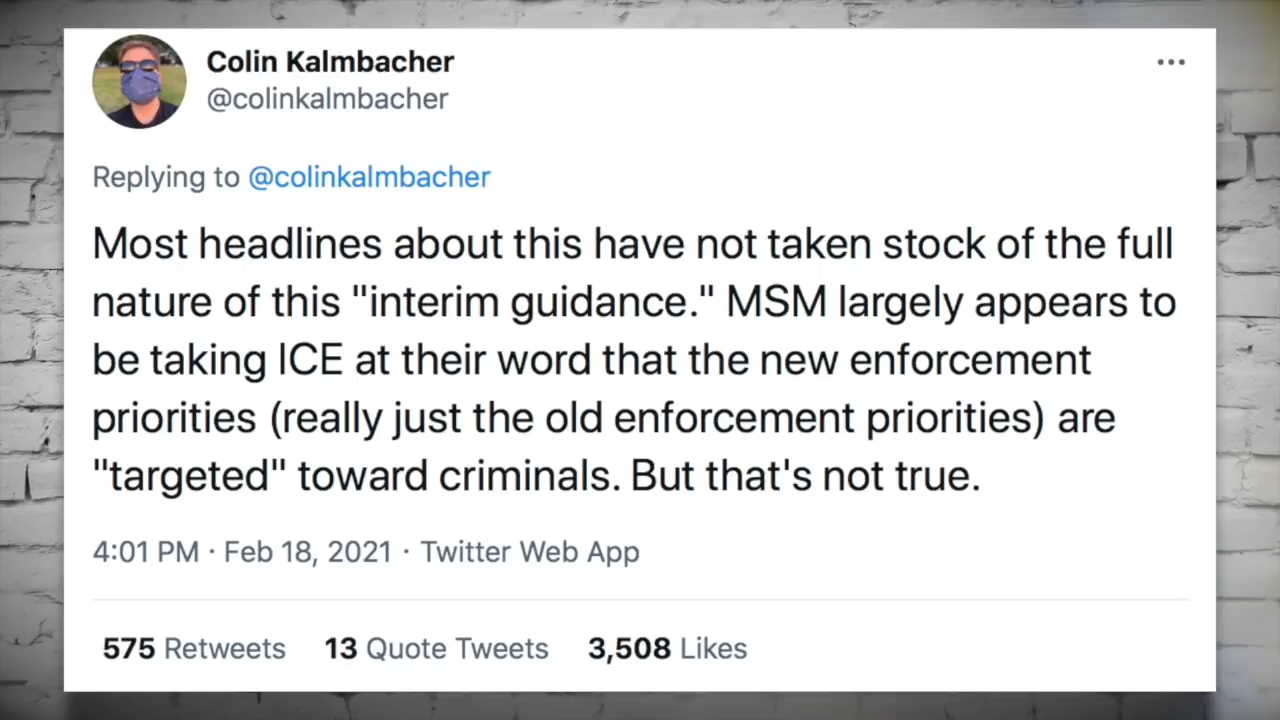 Colin Kalmbacher
@colinkalmbacher
Replying to @colinkalmbacher
Most headlines about this have not taken stock of the full
nature of this "interim guidance." MSM largely appears to
be taking ICE at their word that the new enforcement
priorities (really just the old enforcement priorities) are
"targeted" toward criminals. But that's not true.
4:01 PM · Feb 18, 2021 · Twitter Web App
575 Retweets 13 Quote Tweets 3,508 Likes